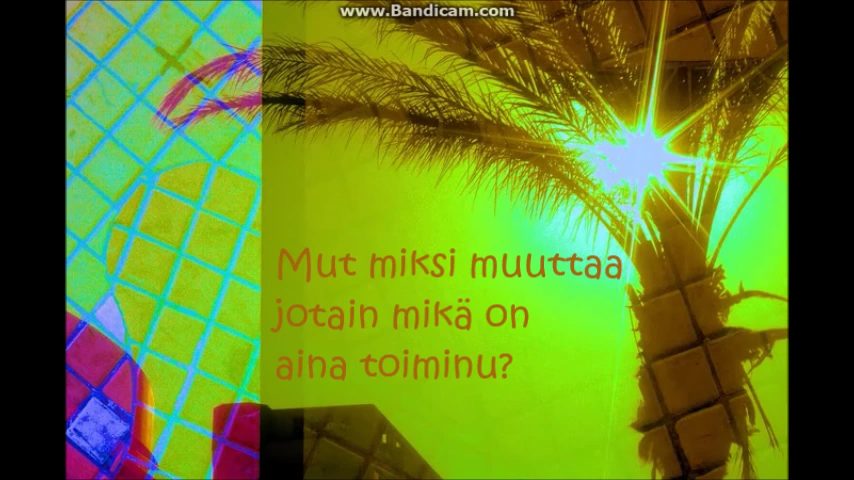 www.Bandicam.com
Mut miksi muuttaa
jotain mikä on
aina toiminu?